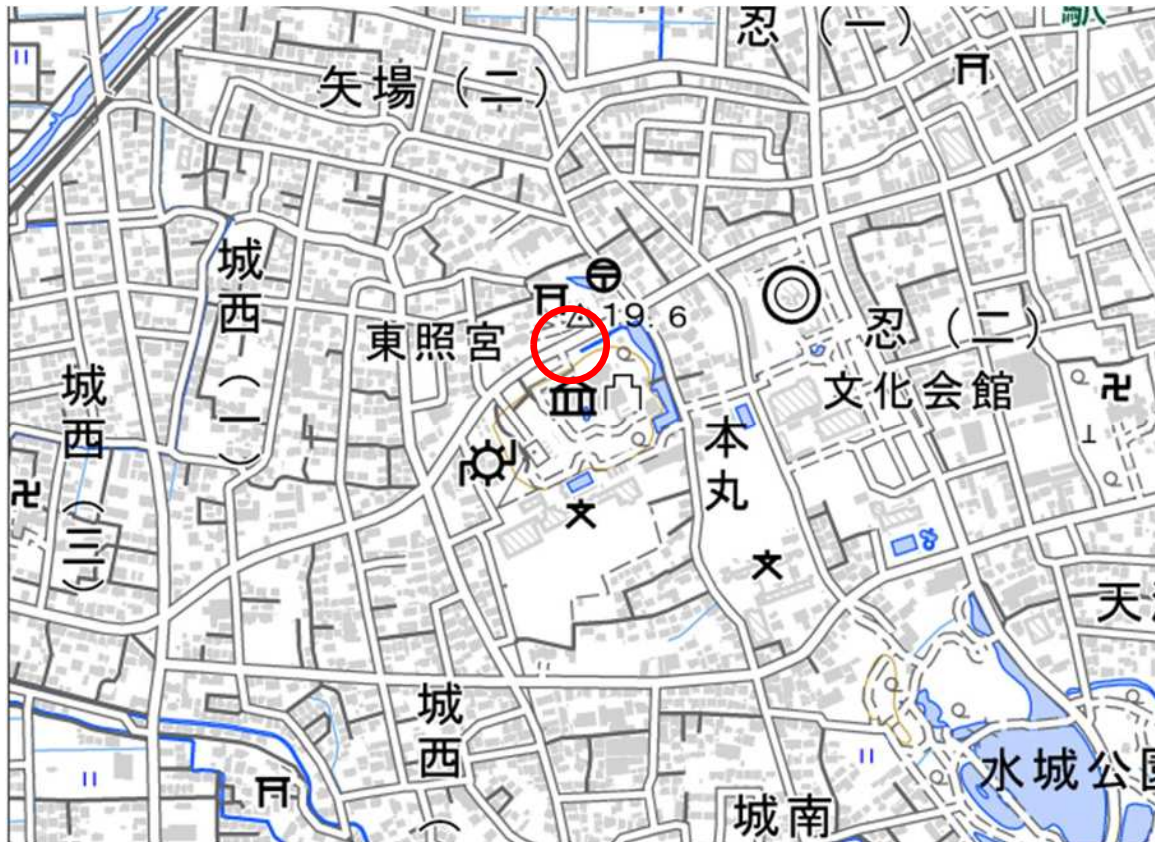 忍（一）
駅
矢場（二）
城西（一）
東照宮
19.6
忍（二）
文化会館
城西（三）
本丸
天
水城公園
城西（
城南